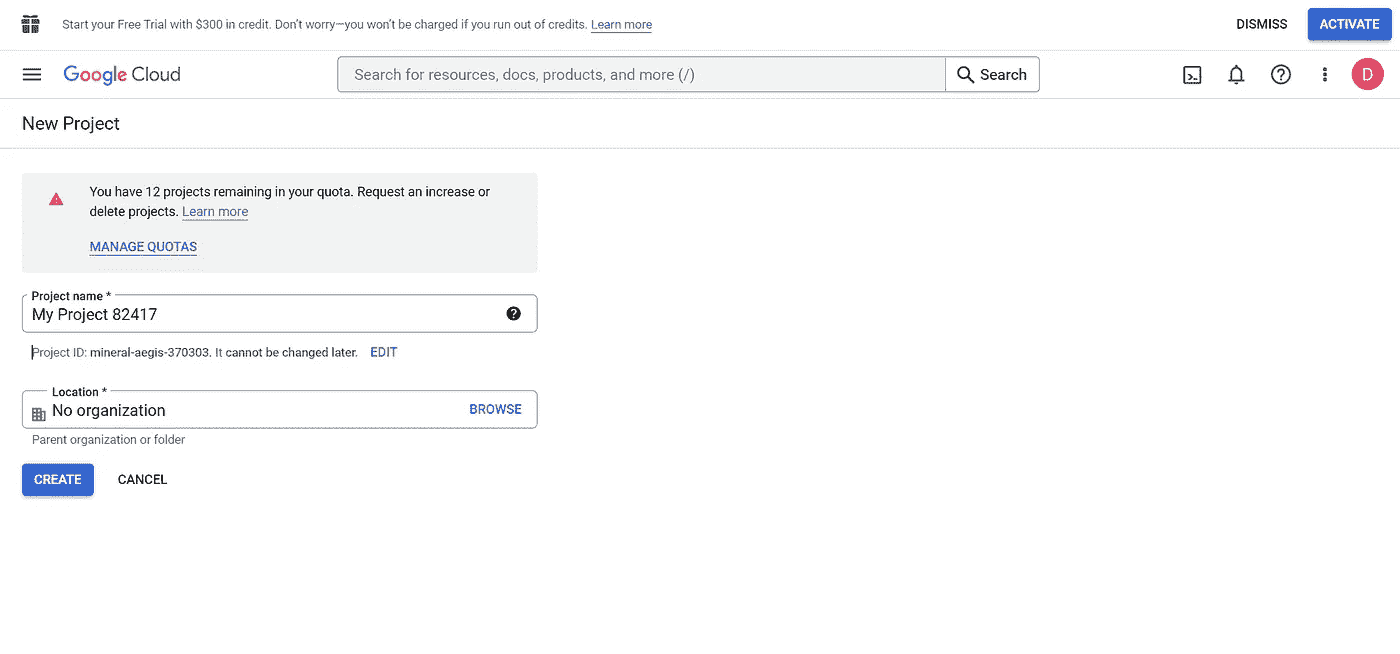 Start your Free Trial with $300 in credit. Don't worry—you won't be charged if you run out of credits. Learn more
DISMISS
ACTIVATE
Google Cloud
Search for resources, docs, products, and more (/)
Search
D
New Project
You have 12 projects remaining in your quota. Request an increase or
delete projects. Learn more
MANAGE QUOTAS
Project name *
My Project 82417
Project ID: mineral-aegis-370303. It cannot be changed later. EDIT
Location *
No organization
BROWSE
Parent organization or folder
CREATE
CANCEL